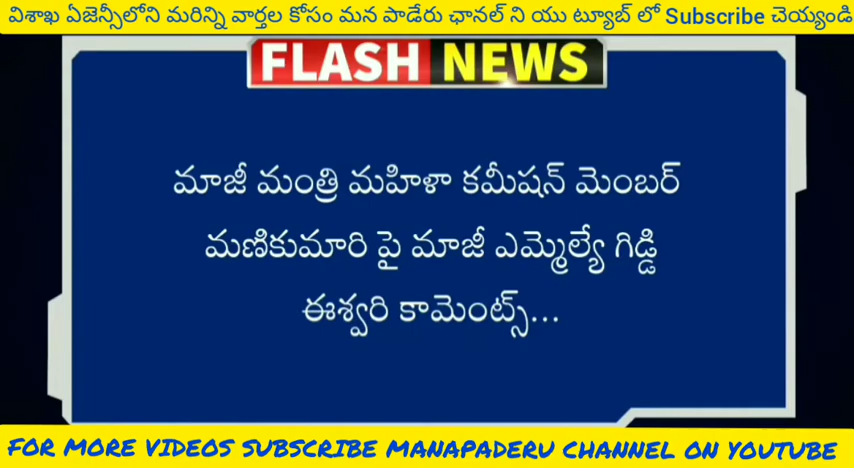 విశాఖ ఏజెన్సీలోని మరిన్ని వార్తల కోసం మన పాడేరు ఛానల్ ని యు ట్యూబ్ లో Subscribe చెయ్యండి
FLASH NEWS
మాజీ మంత్రి మహిళా కమీషన్ మెంబర్
మణికుమారి పై మాజీ ఎమ్మెల్యే గిడ్డి
ఈశ్వరి కామెంట్స్...
FOR MORE VIDEOS SUBSCRIBE MANAPADERU CHANNEL ON YOUTUBE